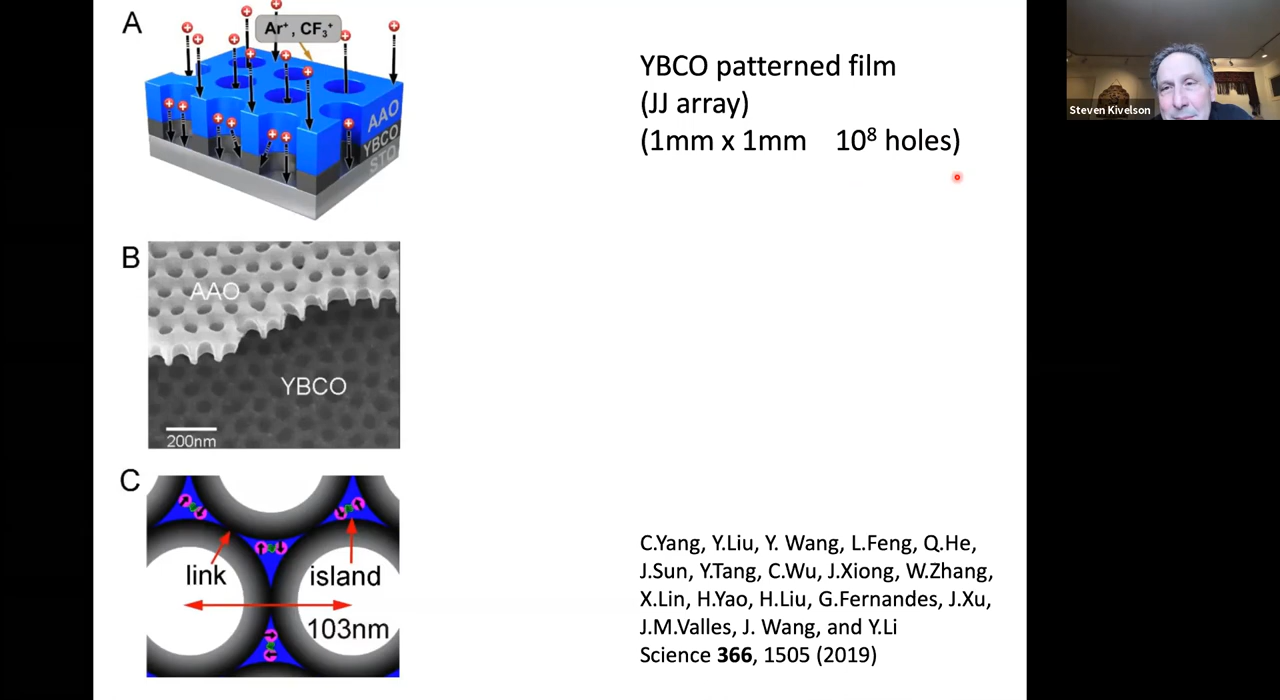 A
Ar⁺ , CF₃⁺
AAO
YBCO
STO
B
AAO
YBCO
200nm
C
link
island
103nm
YBCO patterned film
(JJ array)
(1mm x 1mm 10⁸ holes)
C.Yang, Y.Liu, Y. Wang, L.Feng, Q.He,
J.Sun, Y.Tang, C.Wu, J.Xiong, W.Zhang,
X.Lin, H.Yao, H.Liu, G.Fernandes, J.Xu,
J.M.Valles, J. Wang, and Y.Li
Science 366, 1505 (2019)
Steven Kivelson